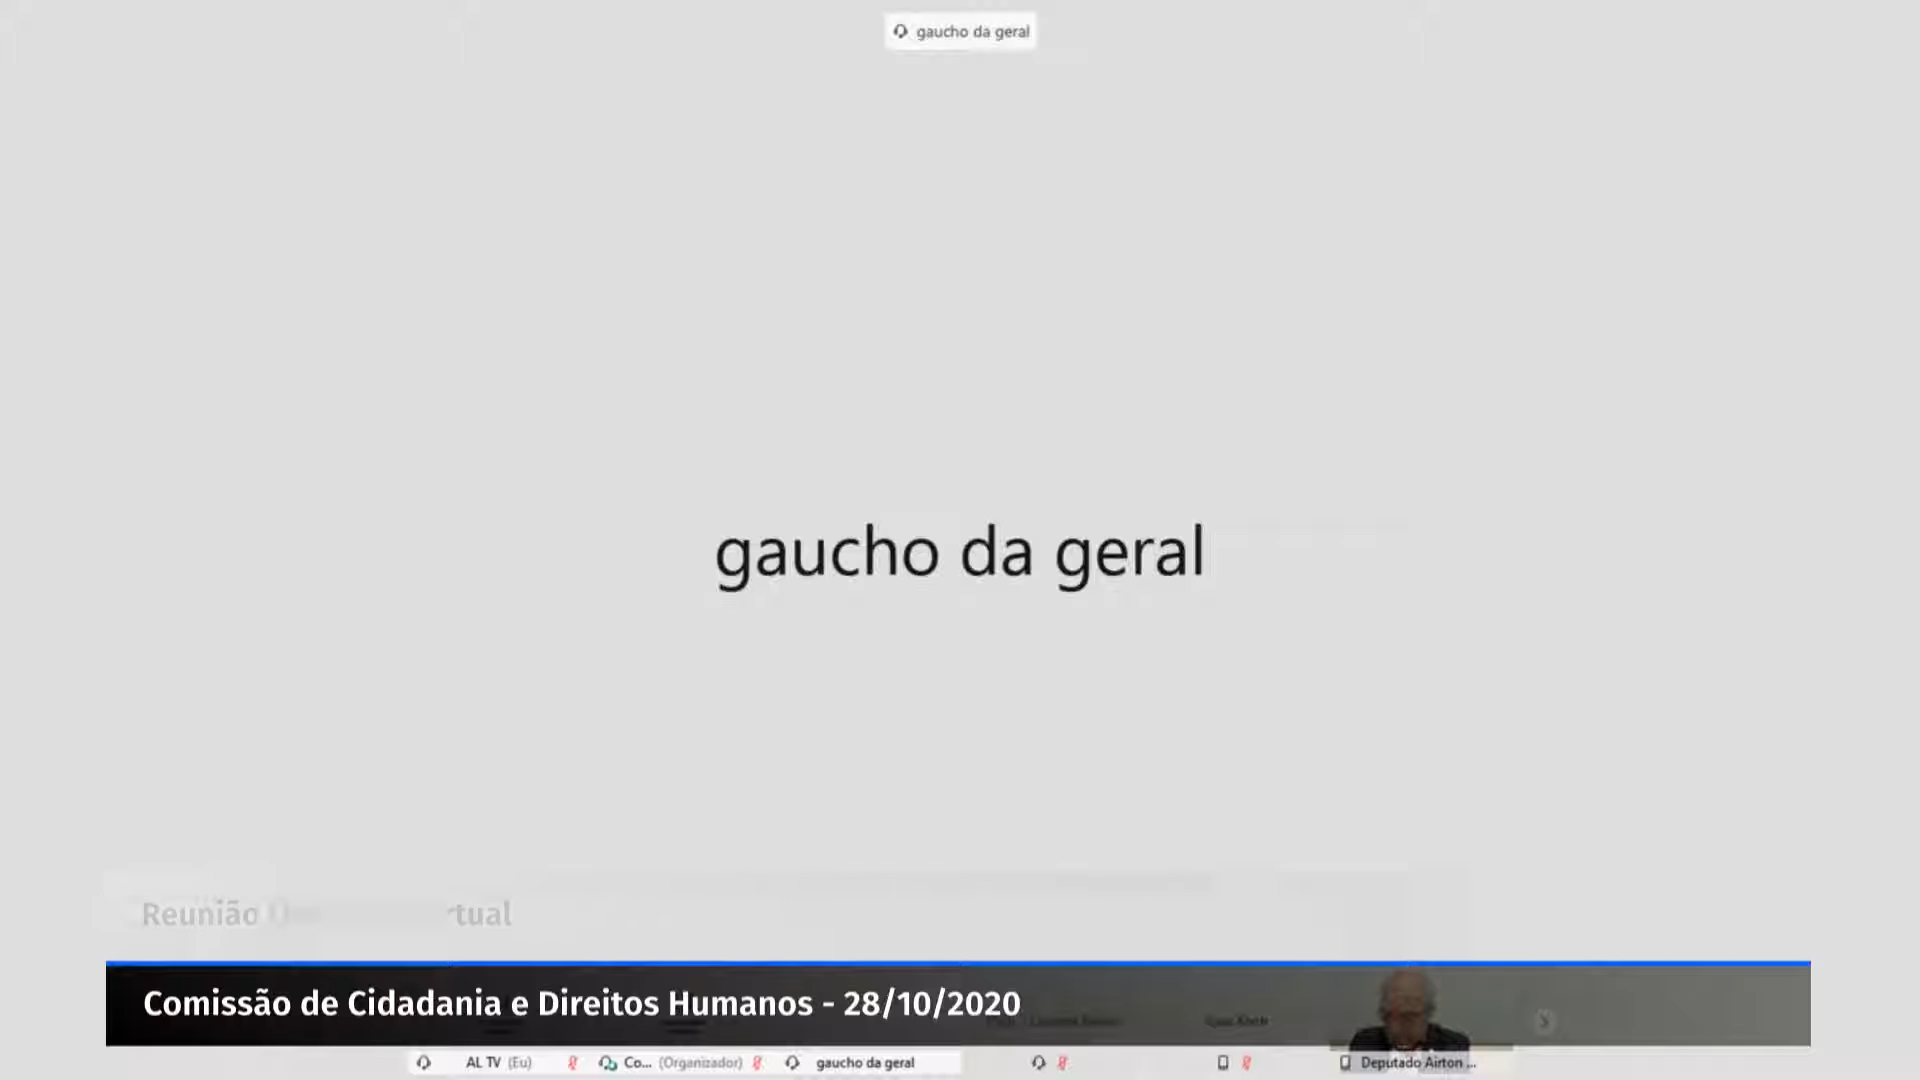 gaucho da geral
gaucho da geral
Reunião
Comissão de Cidadania e Direitos Humanos - 28/10/2020
AL TV (Eu) Co... (Organizador) gaucho da geral Deputado Airton ...